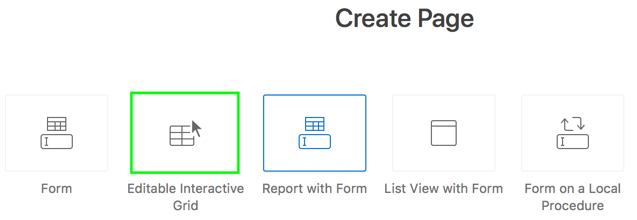 Create Page
Form
Editable Interactive
Grid
Report with Form
List View with Form
Form on a Local
Procedure